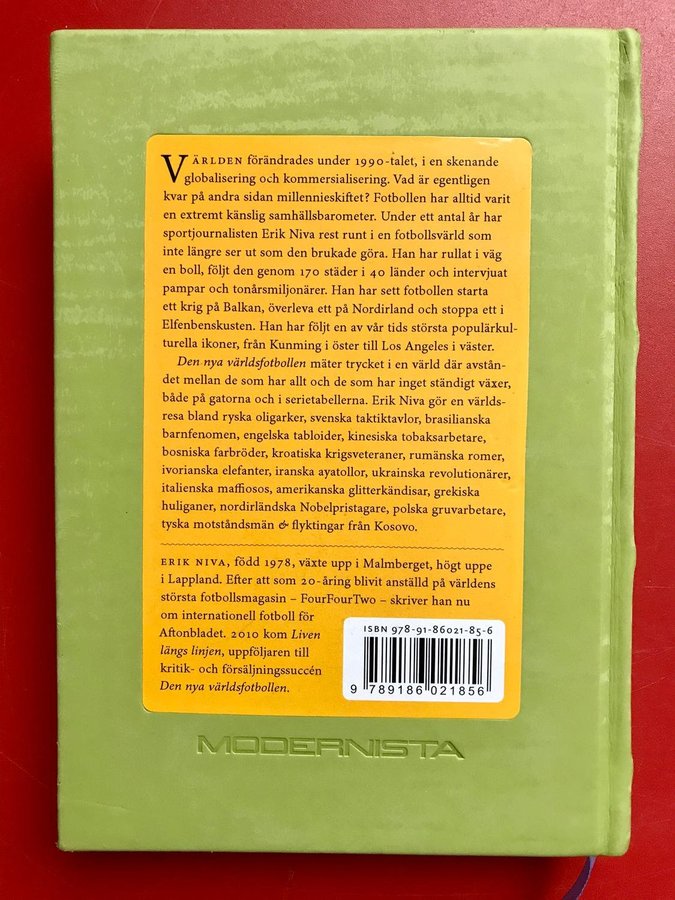 VÄRLDEN förändrades under 1990-talet, i en skenande
globalisering och kommersialisering. Vad är egentligen
kvar på andra sidan millennieskiftet? Fotbollen har alltid varit
en extremt känslig samhällsbarometer. Under ett antal år har
sportjournalisten Erik Niva rest runt i en fotbollsvärld som
inte längre ser ut som den brukade göra. Han har rullat i väg
en boll, följt den genom 170 städer i 40 länder och intervjuat
pampar och tonårsmiljonärer. Han har sett fotbollen starta
ett krig på Balkan, överleva ett på Nordirland och stoppa ett i
Elfenbenskusten. Han har följt en av vår tids största populärkul-
turella ikoner, från Kunming i öster till Los Angeles i väster.
Den nya världsfotbollen mäter trycket i en värld där avstån-
det mellan de som har allt och de som har inget ständigt växer,
både på gatorna och i serietabellerna. Erik Niva gör en världs-
resa bland ryska oligarker, svenska taktiktavlor, brasilianska
barnfenomen, engelska tabloider, kinesiska tobaksarbetare,
bosniska farbröder, kroatiska krigsveteraner, rumänska romer,
ivorianska elefanter, iranska ayatollor, ukrainska revolutionärer,
italienska maffiosos, amerikanska glitterkändisar, grekiska
huliganer, nordirländska Nobelpristagare, polska gruvarbetare,
tyska motståndsmän & flyktingar från Kosovo.
ERIK NIVA, född 1978, växte upp i Malmberget, högt uppe
i Lappland. Efter att som 20-åring blivit anställd på världens
största fotbollsmagasin – FourFourTwo – skriver han nu
om internationell fotboll för
Aftonbladet. 2010 kom Liven
längs linjen, uppföljaren till
kritik- och försäljningssuccén
Den nya världsfotbollen.
ISBN 978-91-86021-85-6
9 789186 021856
MODERNISTA